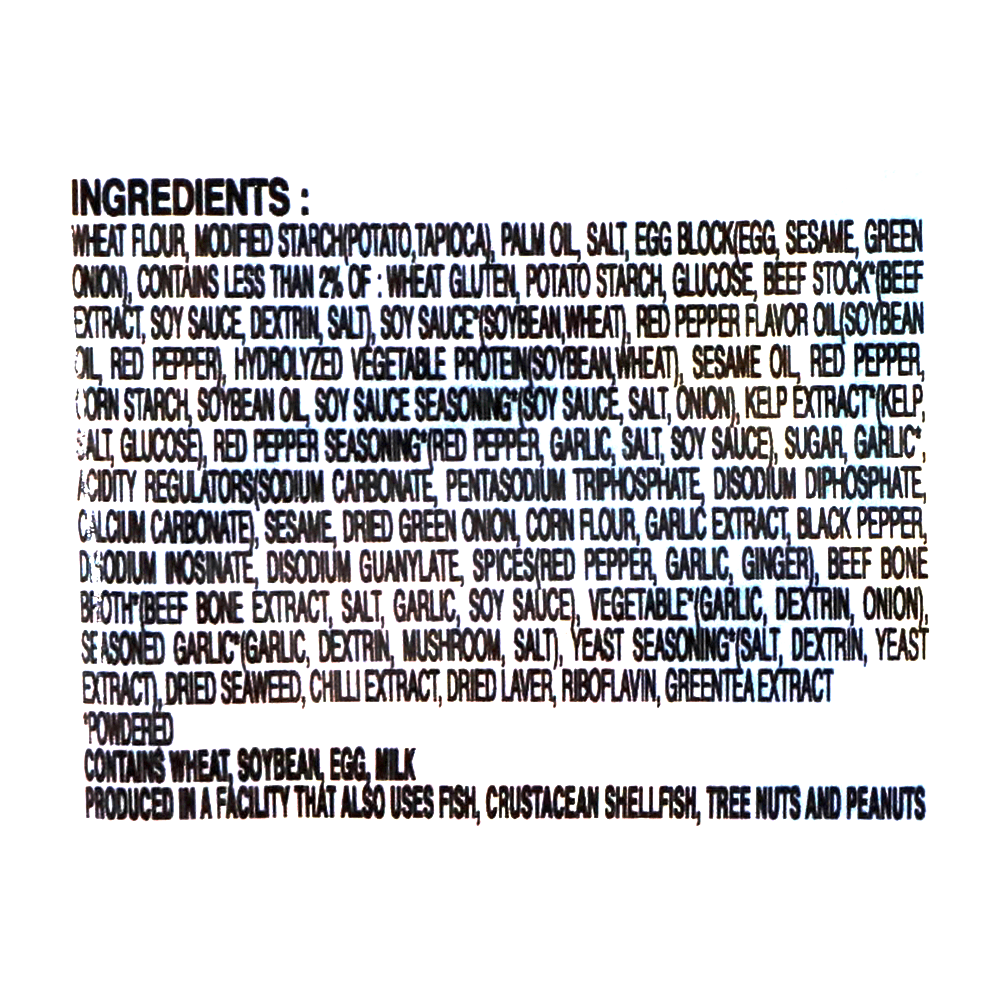 INGREDIENTS :
WHEAT FLOUR, MODIFIED STARCH(POTATO,TAPIOCA), PALM OIL, SALT, EGG BLOCK(EGG, SESAME, GREEN
ONION), CONTAINS LESS THAN 2% OF : WHEAT GLUTEN, POTATO STARCH, GLUCOSE, BEEF STOCK*(BEEF
EXTRACT, SOY SAUCE, DEXTRIN, SALT), SOY SAUCE*(SOYBEAN,WHEAT), RED PEPPER FLAVOR OIL(SOYBEAN
OIL, RED PEPPER), HYDROLYZED VEGETABLE PROTEIN(SOYBEAN,WHEAT), SESAME OIL, RED PEPPER,
CORN STARCH, SOYBEAN OIL, SOY SAUCE SEASONING*(SOY SAUCE, SALT, ONION), KELP EXTRACT*(KELP,
SALT, GLUCOSE), RED PEPPER SEASONING*(RED PEPPER, GARLIC, SALT, SOY SAUCE), SUGAR, GARLIC*,
ACIDITY REGULATORS(SODIUM CARBONATE, PENTASODIUM TRIPHOSPHATE, DISODIUM DIPHOSPHATE,
CALCIUM CARBONATE), SESAME, DRIED GREEN ONION, CORN FLOUR, GARLIC EXTRACT, BLACK PEPPER,
DISODIUM INOSINATE, DISODIUM GUANYLATE, SPICES(RED PEPPER, GARLIC, GINGER), BEEF BONE
BROTH*(BEEF BONE EXTRACT, SALT, GARLIC, SOY SAUCE), VEGETABLE*(GARLIC, DEXTRIN, ONION),
SEASONED GARLIC*(GARLIC, DEXTRIN, MUSHROOM, SALT), YEAST SEASONING*(SALT, DEXTRIN, YEAST
EXTRACT), DRIED SEAWEED, CHILLI EXTRACT, DRIED LAVER, RIBOFLAVIN, GREENTEA EXTRACT
*POWDERED
CONTAINS WHEAT, SOYBEAN, EGG, MILK
PRODUCED IN A FACILITY THAT ALSO USES FISH, CRUSTACEAN SHELLFISH, TREE NUTS AND PEANUTS